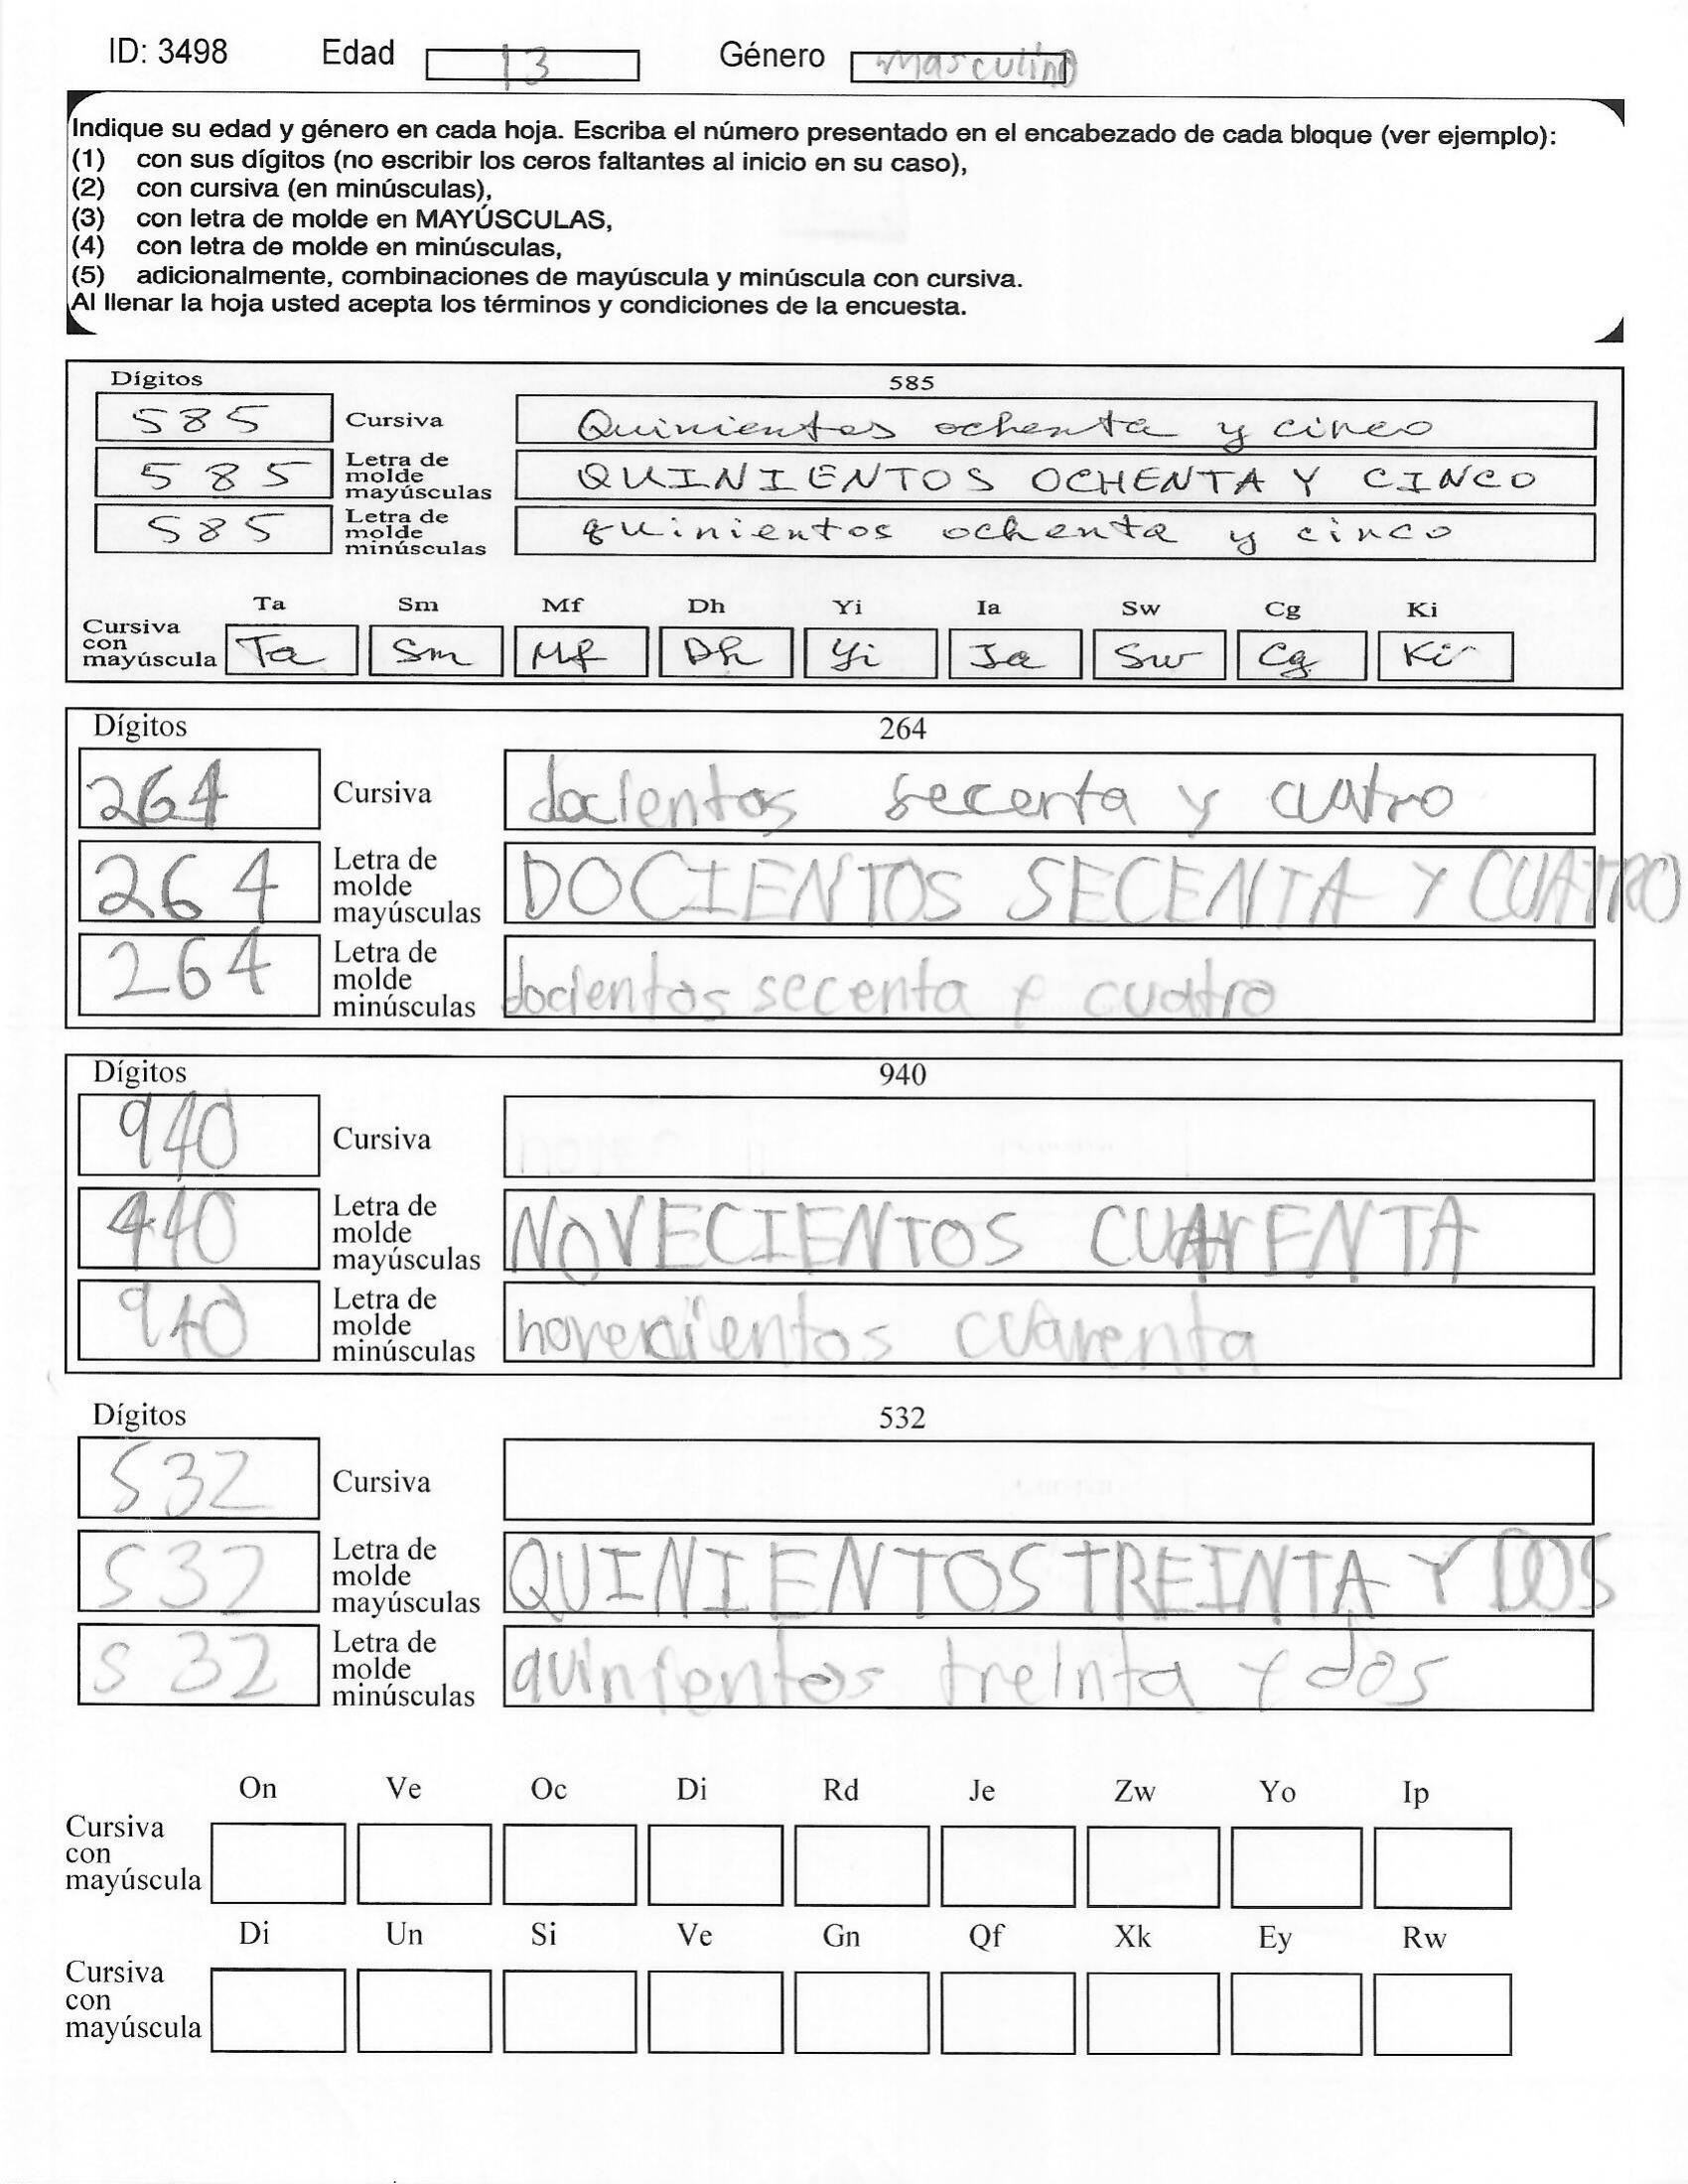 ID: 3498 Edad 13 Género masculino
Indique su edad y género en cada hoja. Escriba el número presentado en el encabezado de cada bloque (ver ejemplo):
(1) con sus dígitos (no escribir los ceros faltantes al inicio en su caso),
(2) con cursiva (en minúsculas),
(3) con letra de molde en MAYÚSCULAS,
(4) con letra de molde en minúsculas,
(5) adicionalmente, combinaciones de mayúscula y minúscula con cursiva.
Al llenar la hoja usted acepta los términos y condiciones de la encuesta.
Dígitos 585
585 Cursiva Quinientos ochenta y cinco
585 Letra de molde mayúsculas QUINIENTOS OCHENTA Y CINCO
585 Letra de molde minúsculas quinientos ochenta y cinco
Ta Sm Mf Dh Yi Ia Sw Cg Ki
Cursiva con mayúscula Ta Sm Mf Dh Yi Ia Sw Cg Ki
Dígitos 264
264 Cursiva docientos secenta y cuatro
264 Letra de molde mayúsculas DOCIENTOS SECENTA Y CUATRO
264 Letra de molde minúsculas docientos secenta y cuatro
Dígitos 940
940 Cursiva
940 Letra de molde mayúsculas NOVECIENTOS CUARENTA
940 Letra de molde minúsculas novecientos cuarenta
Dígitos 532
532 Cursiva
532 Letra de molde mayúsculas QUINIENTOS TREINTA Y DOS
532 Letra de molde minúsculas quinientos treinta y dos
On Ve Oc Di Rd Je Zw Yo Ip
Cursiva con mayúscula
Di Un Si Ve Gn Qf Xk Ey Rw
Cursiva con mayúscula